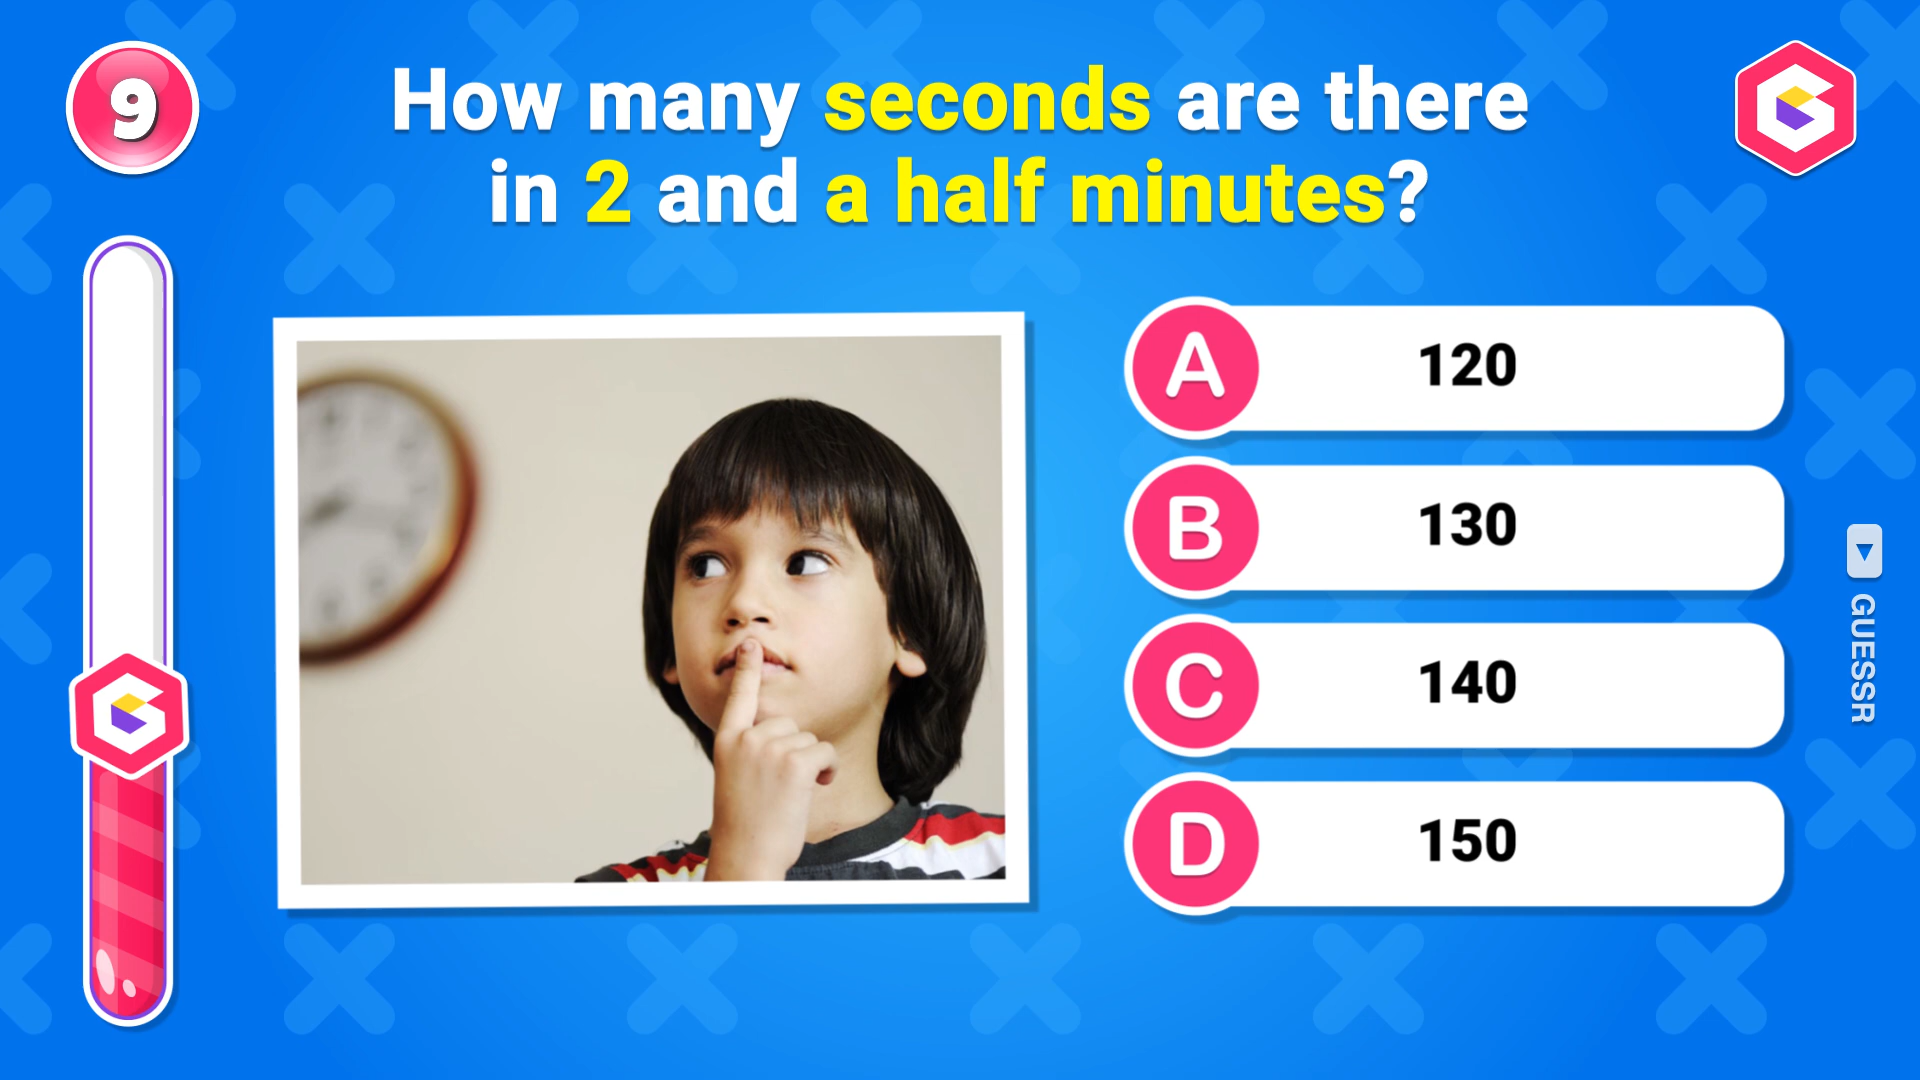 9
How many seconds are there
in 2 and a half minutes?
A 120
B 130
C 140
D 150
GUESSR